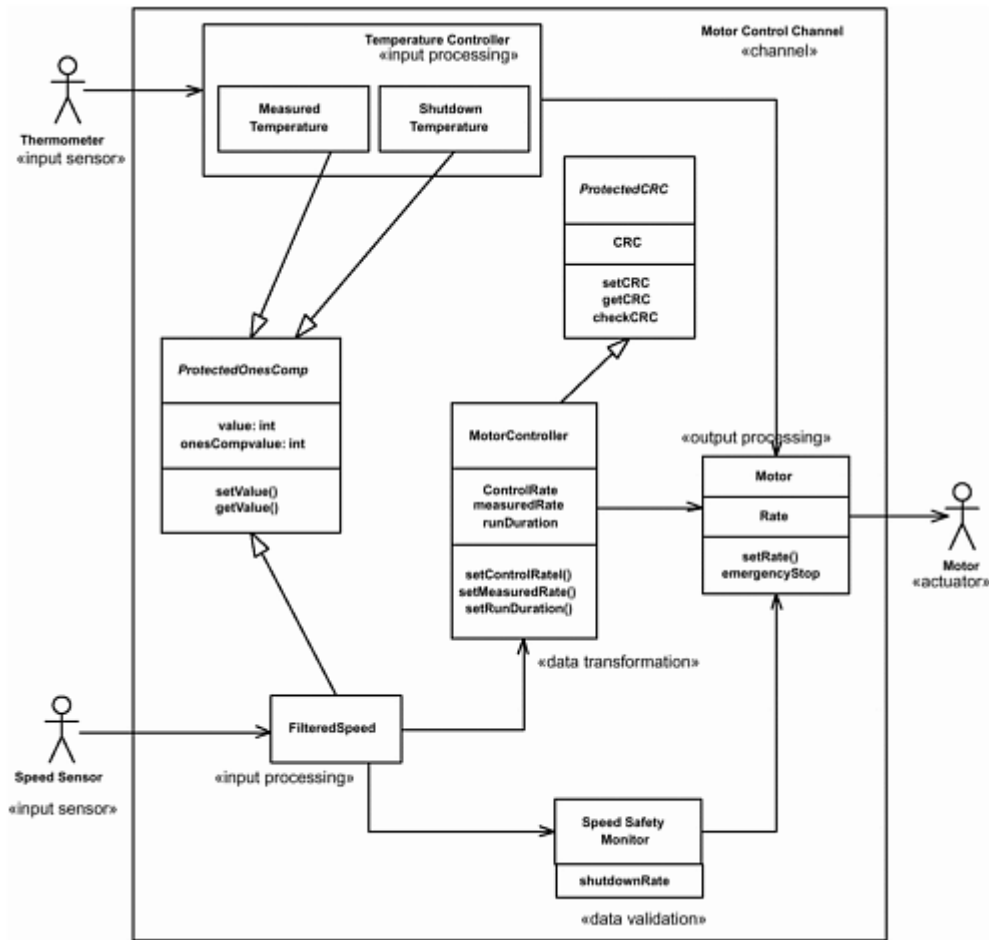 Motor Control Channel
«channel»
Temperature Controller
«input processing»
Measured
Temperature
Shutdown
Temperature
Thermometer
«input sensor»
ProtectedCRC
CRC
setCRC
getCRC
checkCRC
ProtectedOnesComp
value: int
onesCompvalue: int
setValue()
getValue()
MotorController
ControlRate
measuredRate
runDuration
setControlRatel()
setMeasuredRate()
setRunDuration()
«data transformation»
«output processing»
Motor
Rate
setRate()
emergencyStop
Motor
«actuator»
FilteredSpeed
«input processing»
Speed Sensor
«input sensor»
Speed Safety
Monitor
shutdownRate
«data validation»